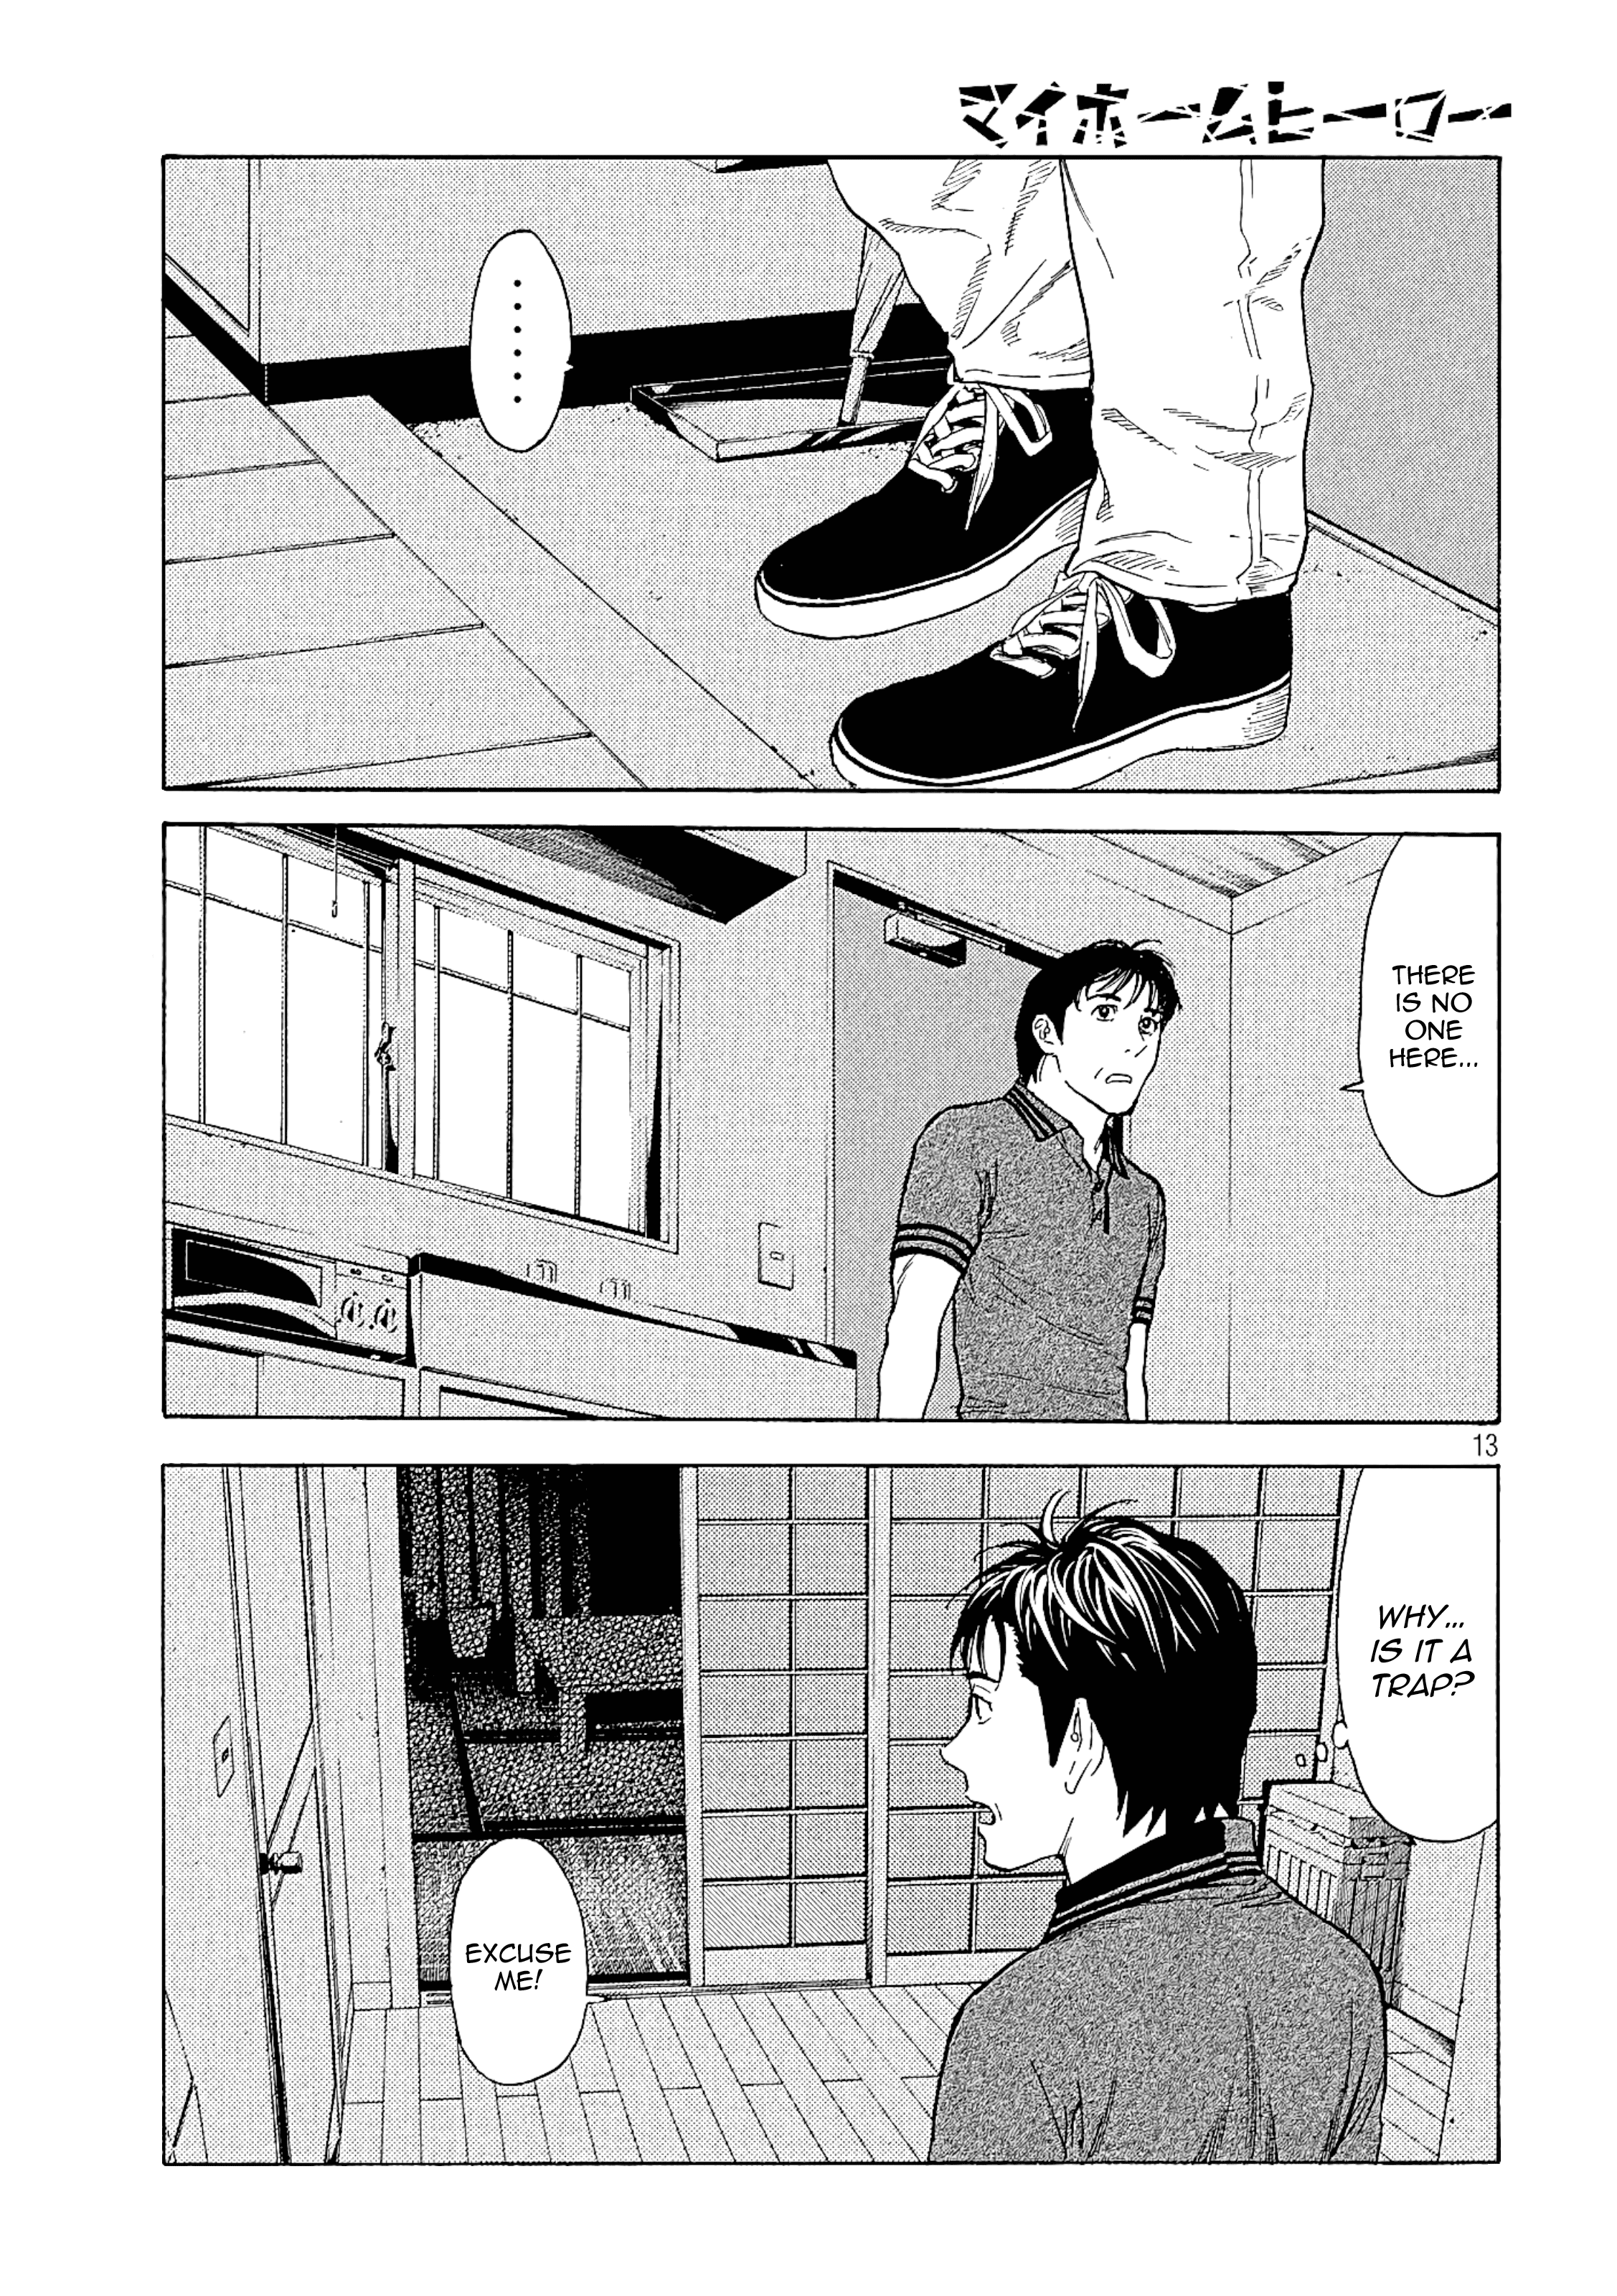 マイホームヒーロー
......
THERE
IS NO
ONE
HERE...
13
WHY...
IS IT A
TRAP?
EXCUSE
ME!